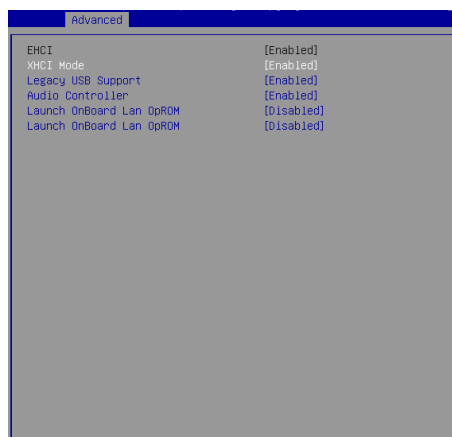 Advanced
EHCI [Enabled]
XHCI Mode [Enabled]
Legacy USB Support [Enabled]
Audio Controller [Enabled]
Launch OnBoard Lan OpROM [Disabled]
Launch OnBoard Lan OpROM [Disabled]